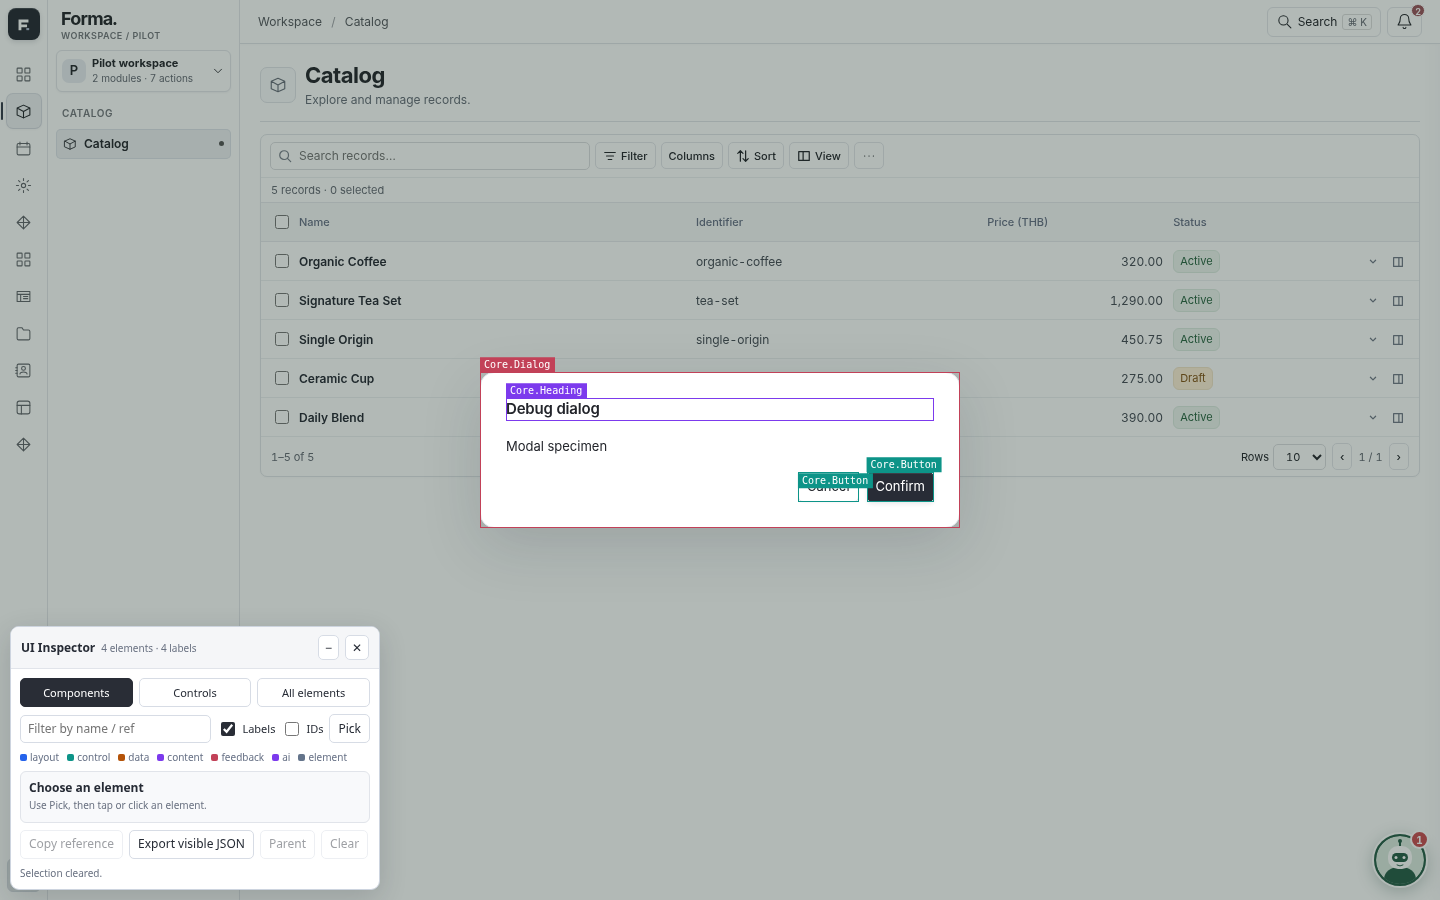 F.
Forma.
WORKSPACE / PILOT
P
Pilot workspace
2 modules · 7 actions
CATALOG
Catalog
Workspace / Catalog
Search ⌘ K
2
Catalog
Explore and manage records.
Search records...
Filter
Columns
Sort
View
...
5 records · 0 selected
Name Identifier Price (THB) Status
Organic Coffee organic-coffee 320.00 Active
Signature Tea Set tea-set 1,290.00 Active
Single Origin single-origin 450.75 Active
Ceramic Cup 275.00 Draft
Daily Blend 390.00 Active
1–5 of 5
Rows 10 ‹ 1 / 1 ›
Core.Dialog
Core.Heading
Debug dialog
Modal specimen
Core.Button
Core.Button
Cancel
Confirm
UI Inspector 4 elements · 4 labels
− ×
Components Controls All elements
Filter by name / ref Labels IDs Pick
layout control data content feedback ai element
Choose an element
Use Pick, then tap or click an element.
Copy reference Export visible JSON Parent Clear
Selection cleared.
1